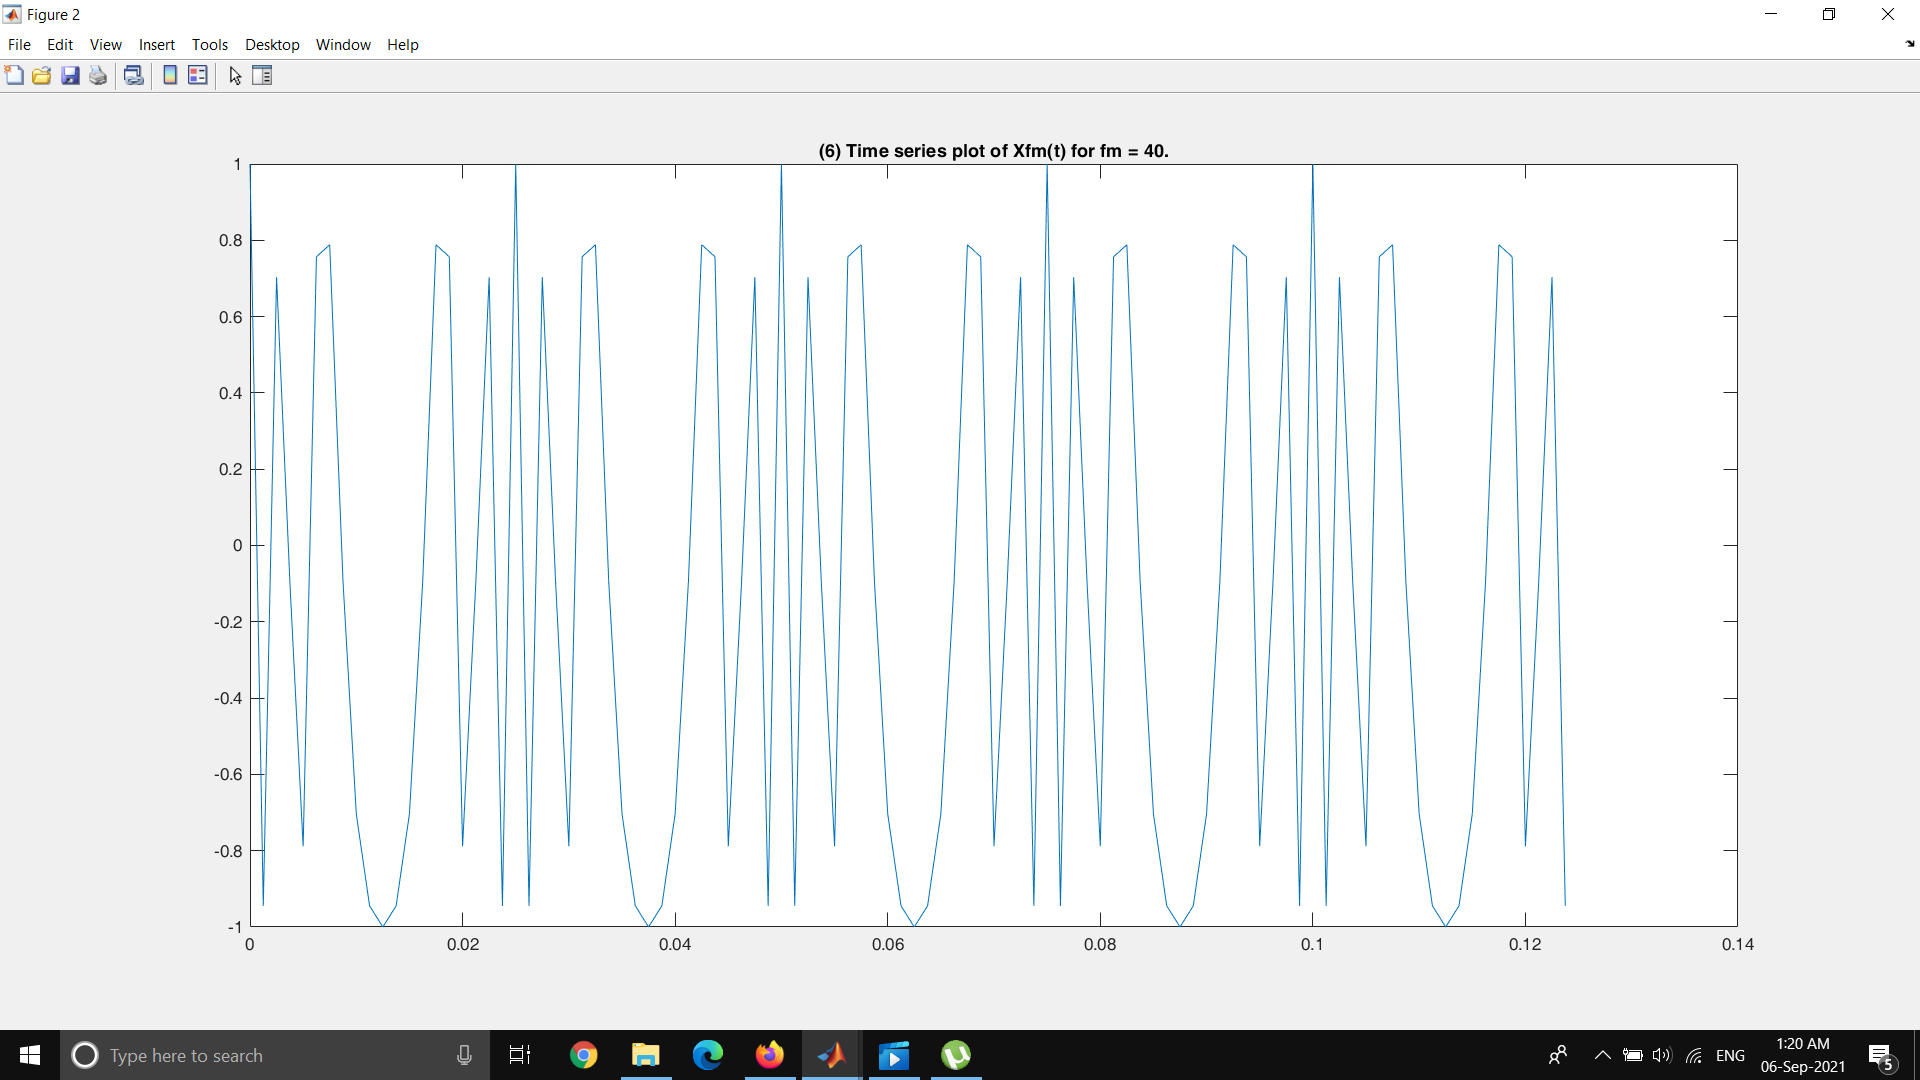 Figure 2
File Edit View Insert Tools Desktop Window Help
(6) Time series plot of Xfm(t) for fm = 40.
1
0.8
0.6
0.4
0.2
0
-0.2
-0.4
-0.6
-0.8
-1
0 0.02 0.04 0.06 0.08 0.1 0.12 0.14
Type here to search
ENG
1:20 AM
06-Sep-2021
5